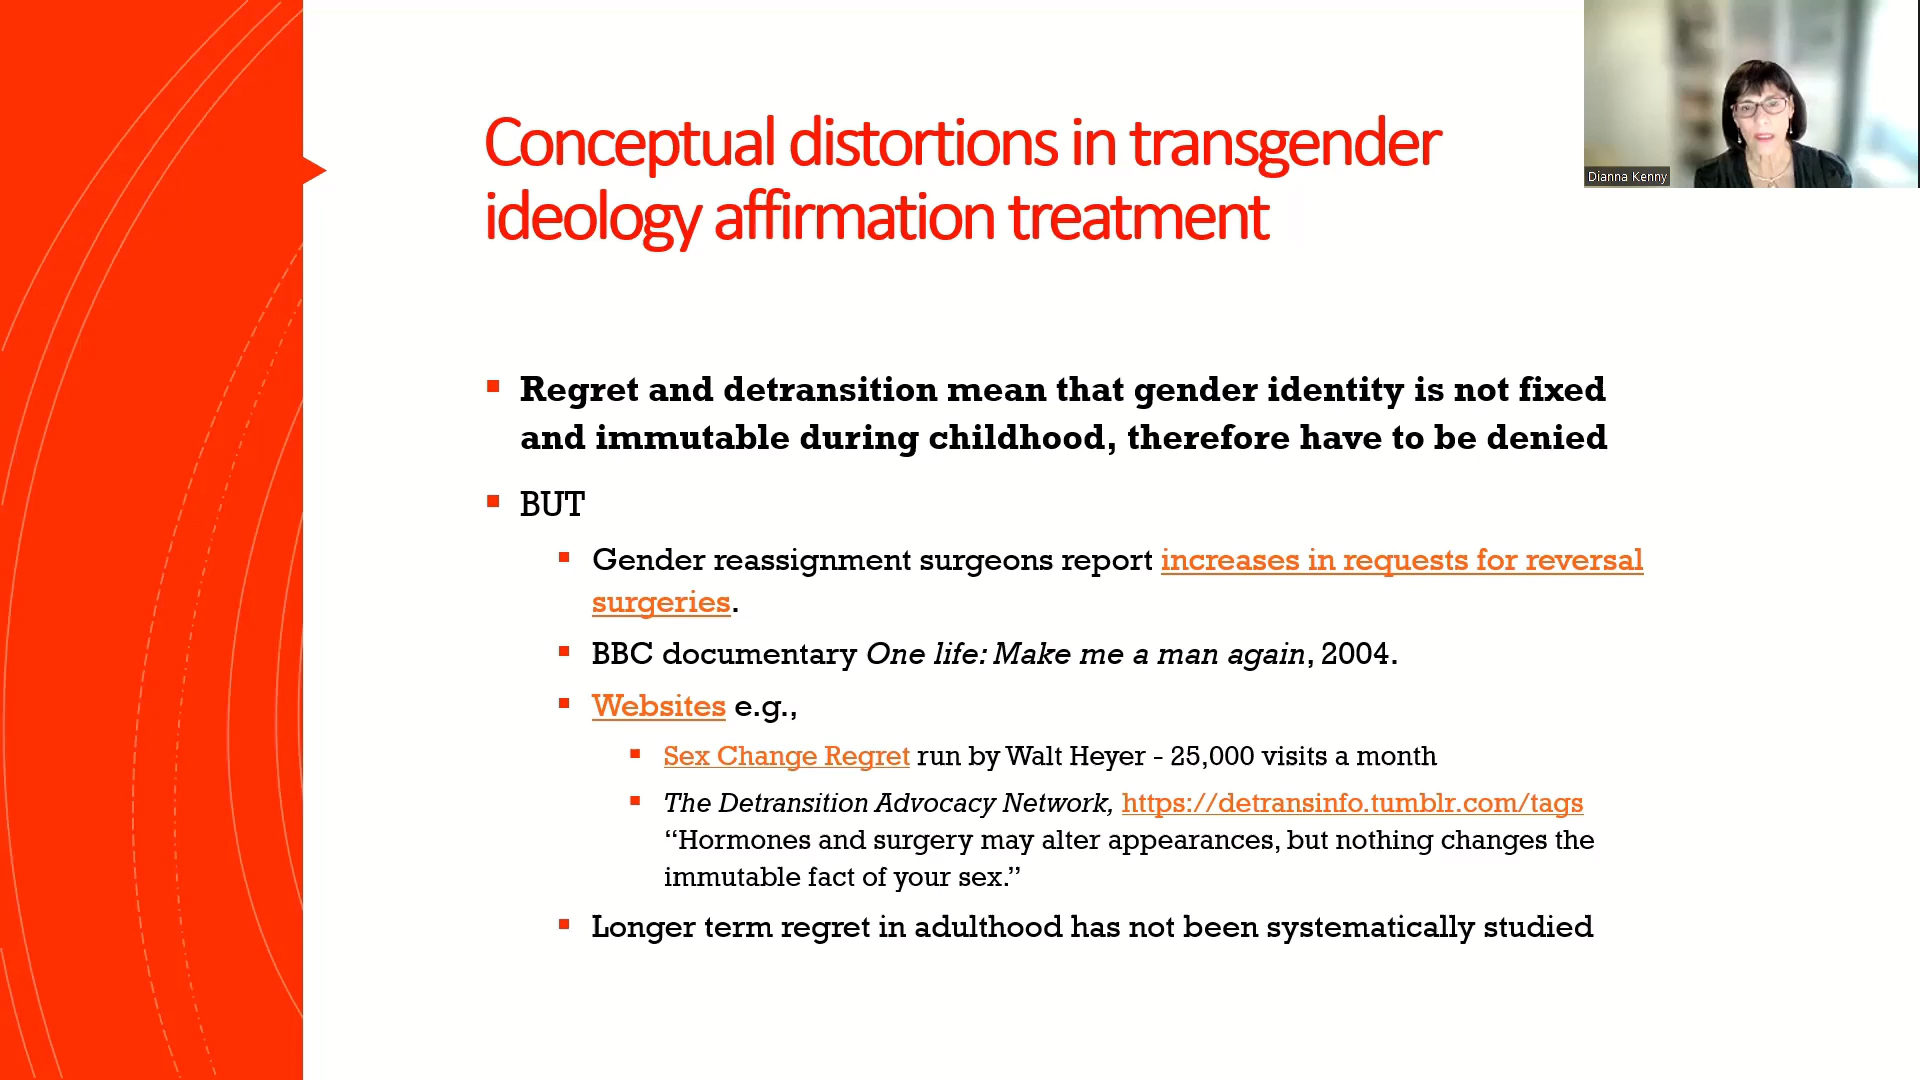 Conceptual distortions in transgender
ideology affirmation treatment
Dianna Kenny
Regret and detransition mean that gender identity is not fixed
and immutable during childhood, therefore have to be denied
BUT
Gender reassignment surgeons report increases in requests for reversal
surgeries.
BBC documentary One life: Make me a man again, 2004.
Websites e.g.,
Sex Change Regret run by Walt Heyer - 25,000 visits a month
The Detransition Advocacy Network, https://detransinfo.tumblr.com/tags
“Hormones and surgery may alter appearances, but nothing changes the
immutable fact of your sex.”
Longer term regret in adulthood has not been systematically studied